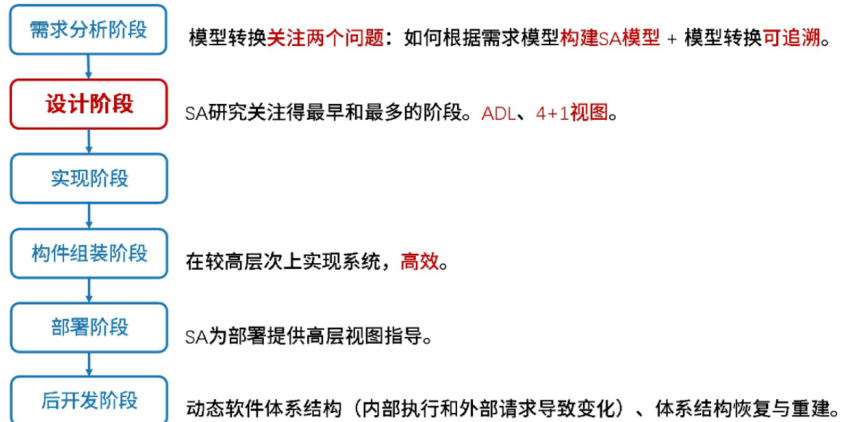 需求分析阶段
模型转换关注两个问题：如何根据需求模型构建SA模型 + 模型转换可追溯。
设计阶段
SA研究关注得最早和最多的阶段。ADL、4+1视图。
实现阶段
构件组装阶段
在较高层次上实现系统，高效。
部署阶段
SA为部署提供高层视图指导。
后开发阶段
动态软件体系结构（内部执行和外部请求导致变化）、体系结构恢复与重建。